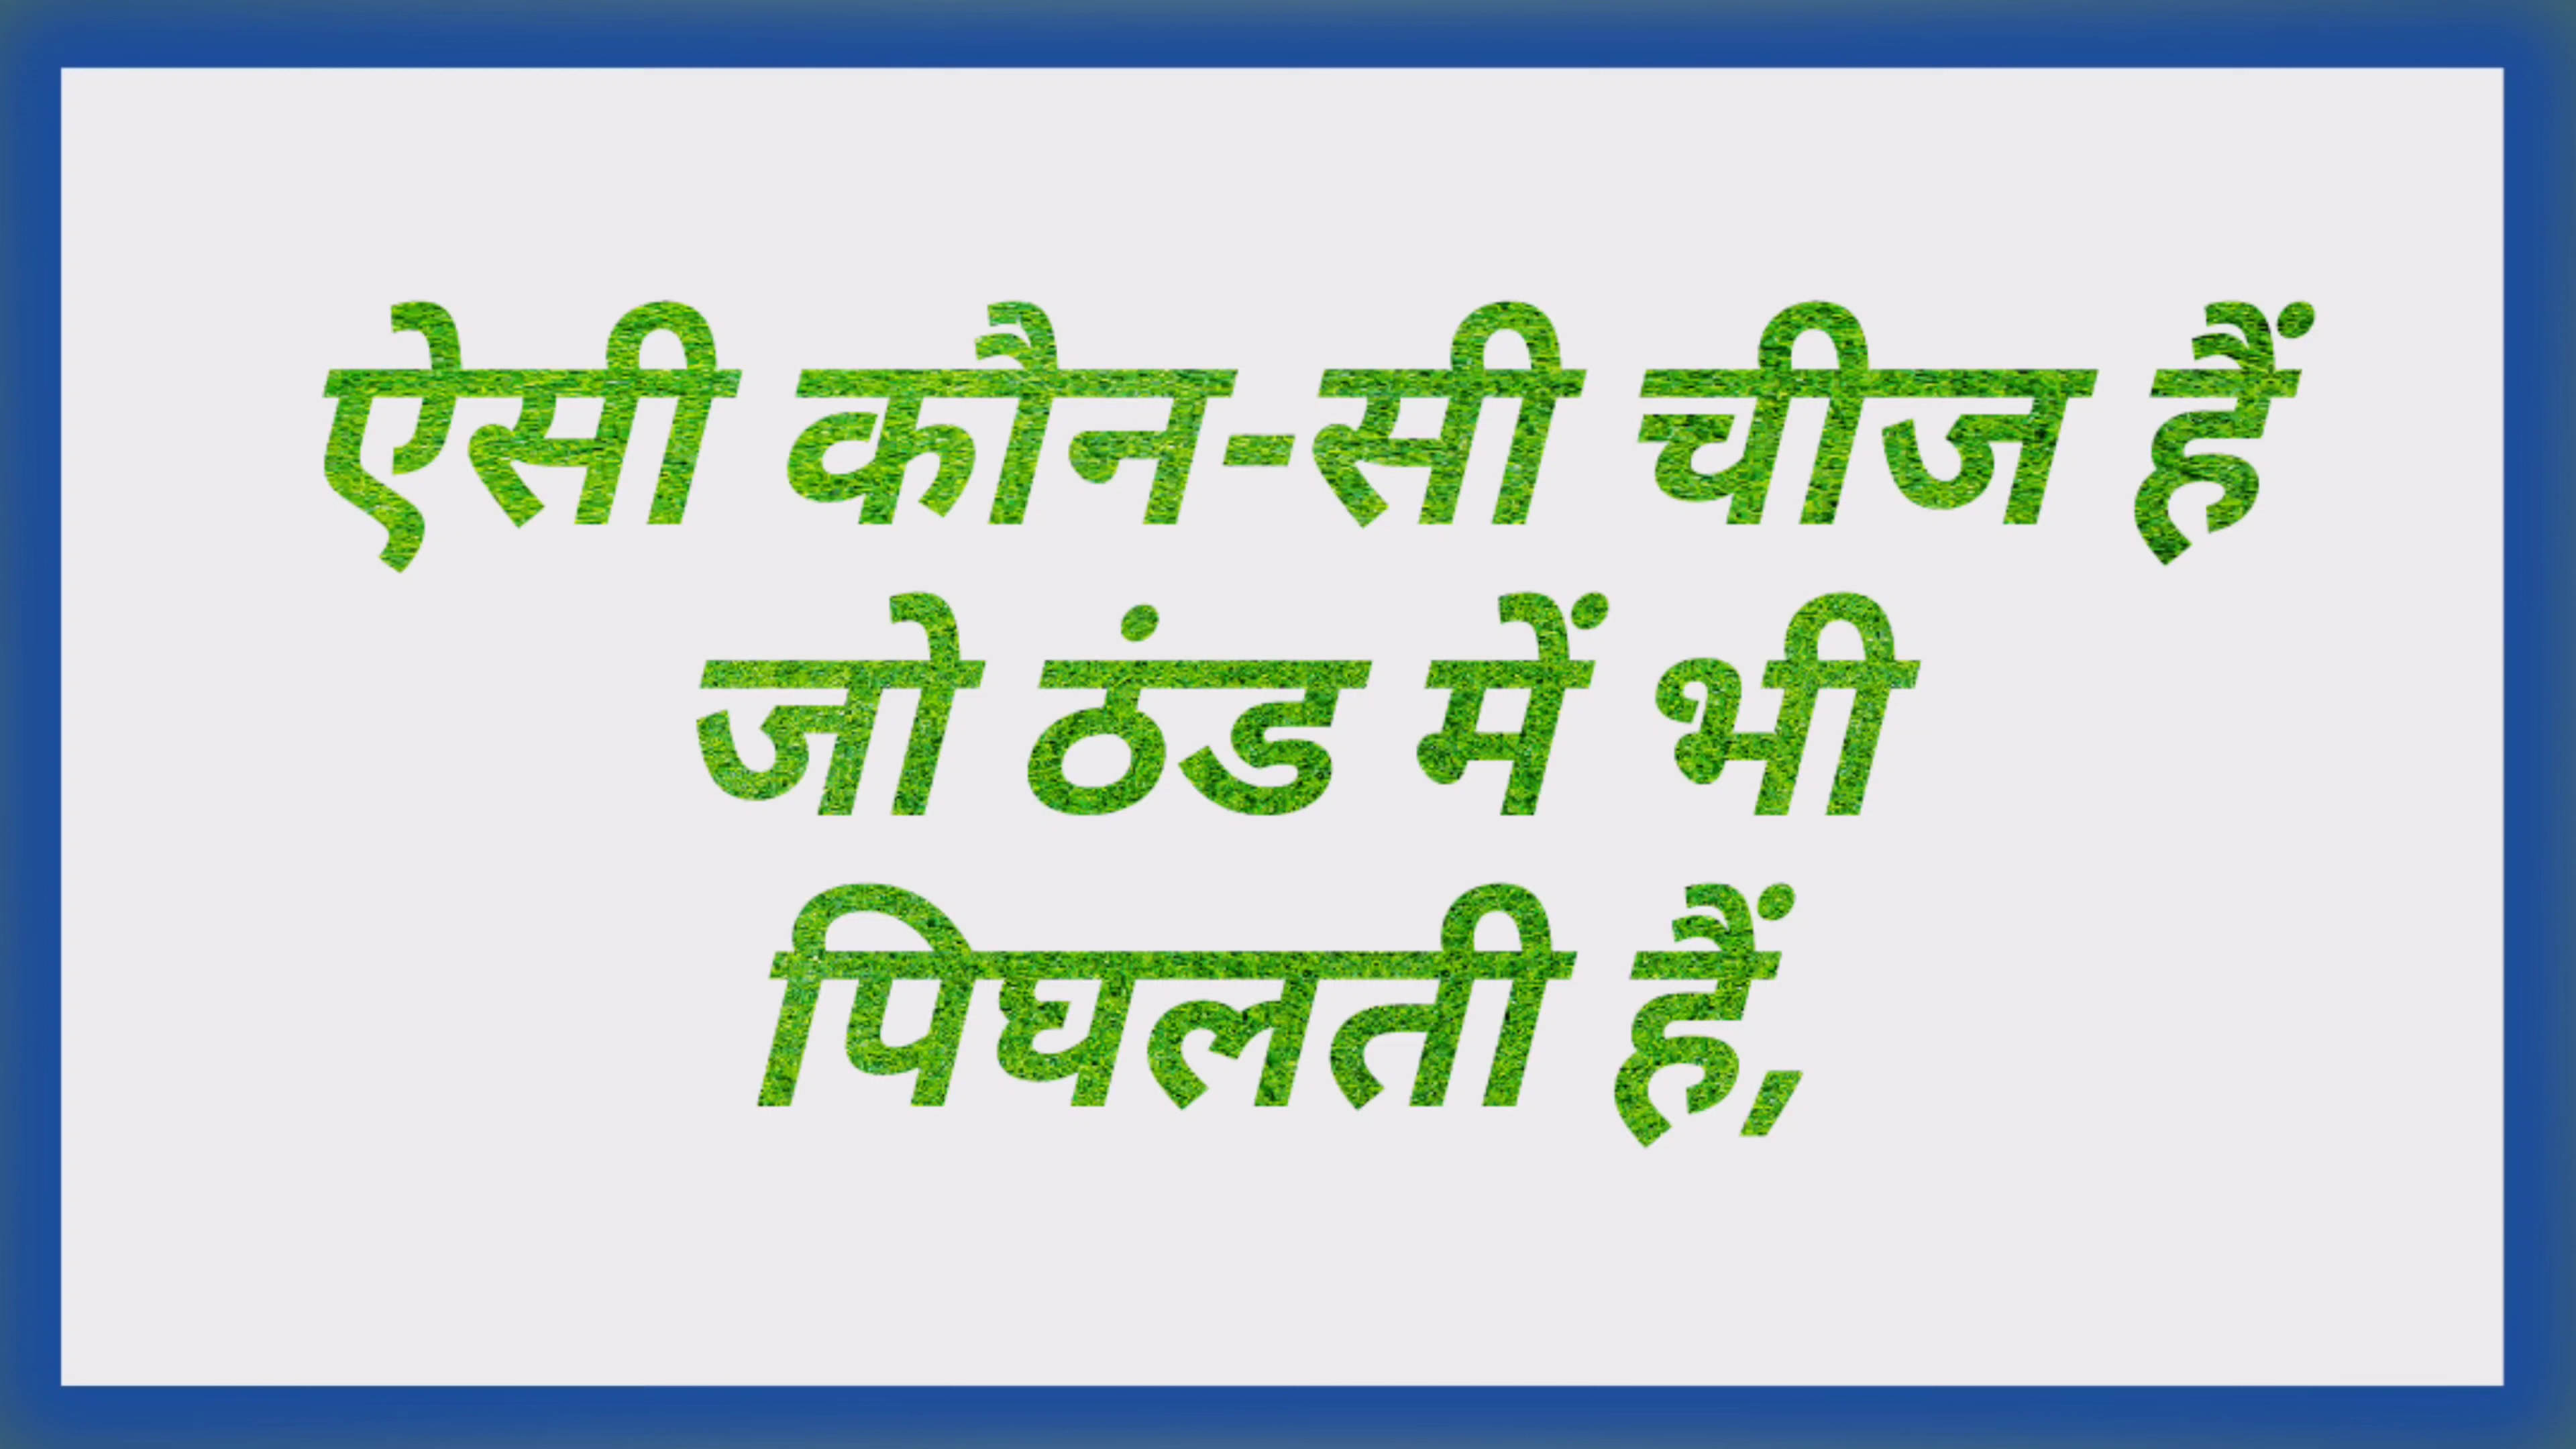 ऐसी कौन-सी चीज हैं
जो ठंड में भी
पिघलती हैं,